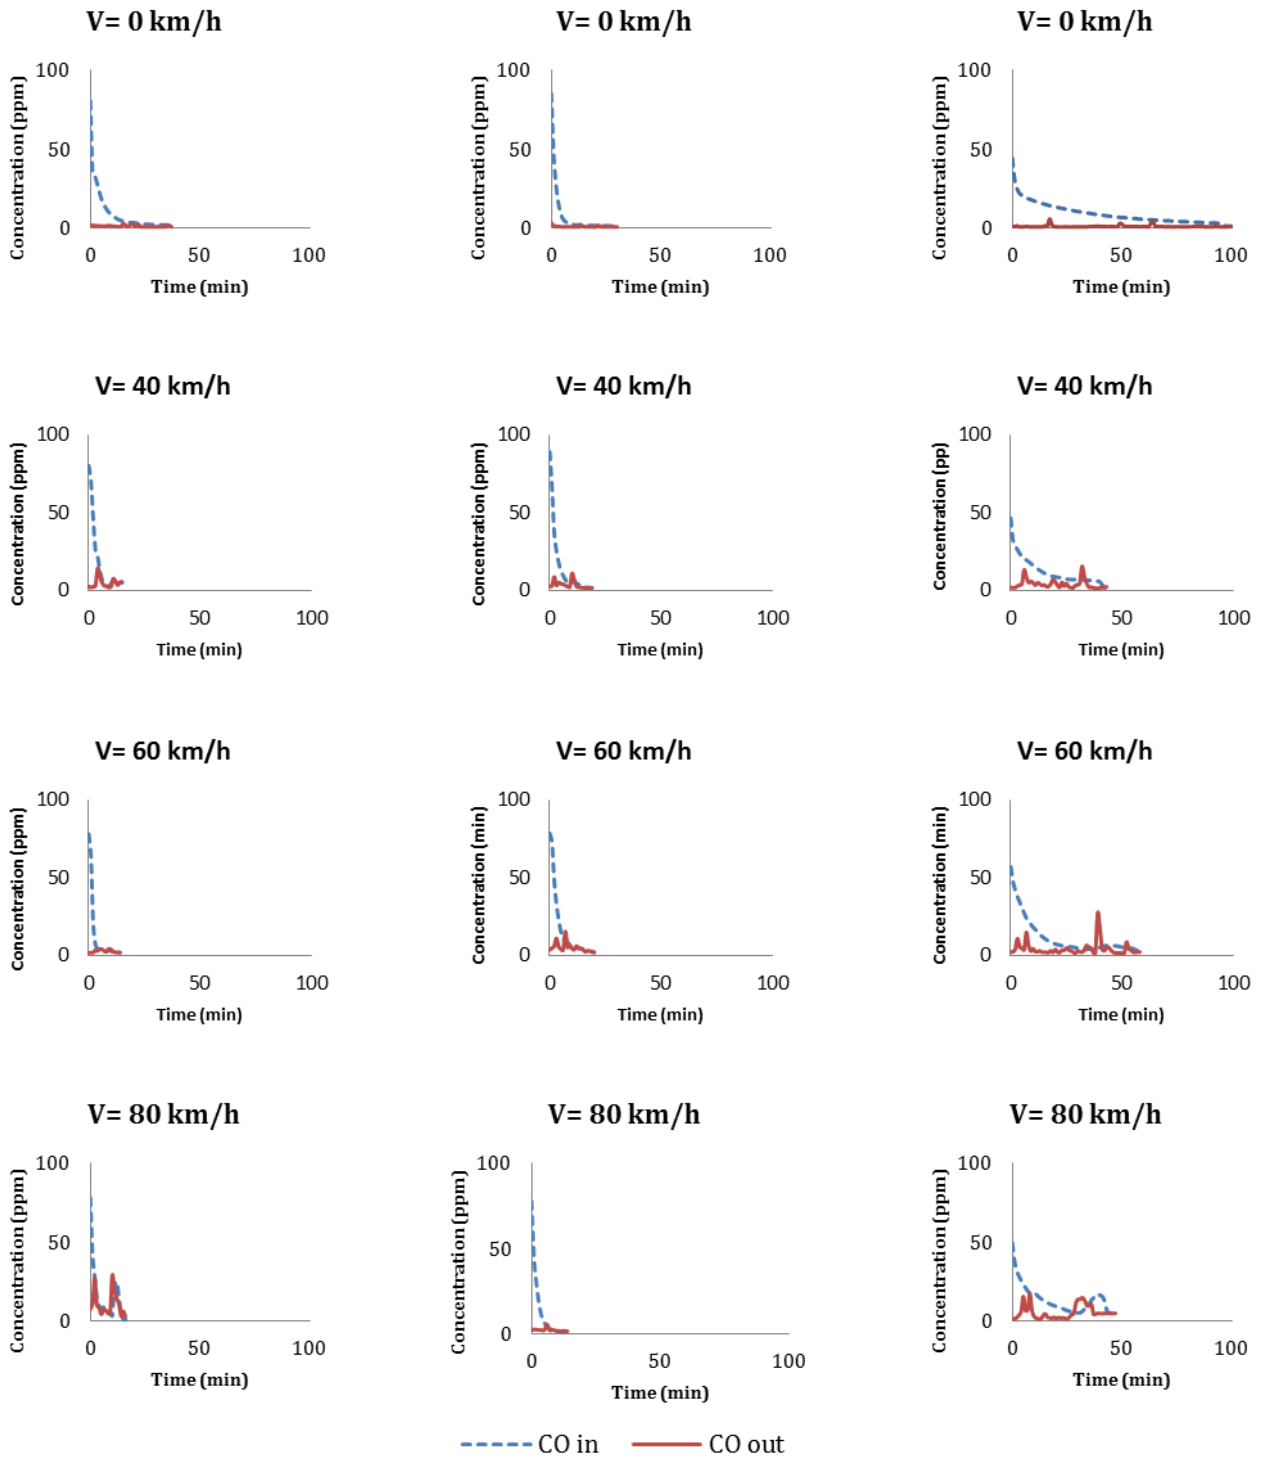 V= 0 km/h V= 0 km/h V= 0 km/h
Concentration (ppm) 100 50 0 Concentration (ppm) 100 50 0 Concentration (ppm) 100 50 0
0 50 100 0 50 100 0 50 100
Time (min) Time (min) Time (min)
V= 40 km/h V= 40 km/h V= 40 km/h
Concentration (ppm) 100 50 0 Concentration (ppm) 100 50 0 Concentration (pp) 100 50 0
0 50 100 0 50 100 0 50 100
Time (min) Time (min) Time (min)
V= 60 km/h V= 60 km/h V= 60 km/h
Concentration (ppm) 100 50 0 Concentration (min) 100 50 0 Concentration (min) 100 50 0
0 50 100 0 50 100 0 50 100
Time (min) Time (min) Time (min)
V= 80 km/h V= 80 km/h V= 80 km/h
Concentration (ppm) 100 50 0 Concentration (ppm) 100 50 0 Concentration (ppm) 100 50 0
0 50 100 0 50 100 0 50 100
Time (min) Time (min) Time (min)
CO in CO out